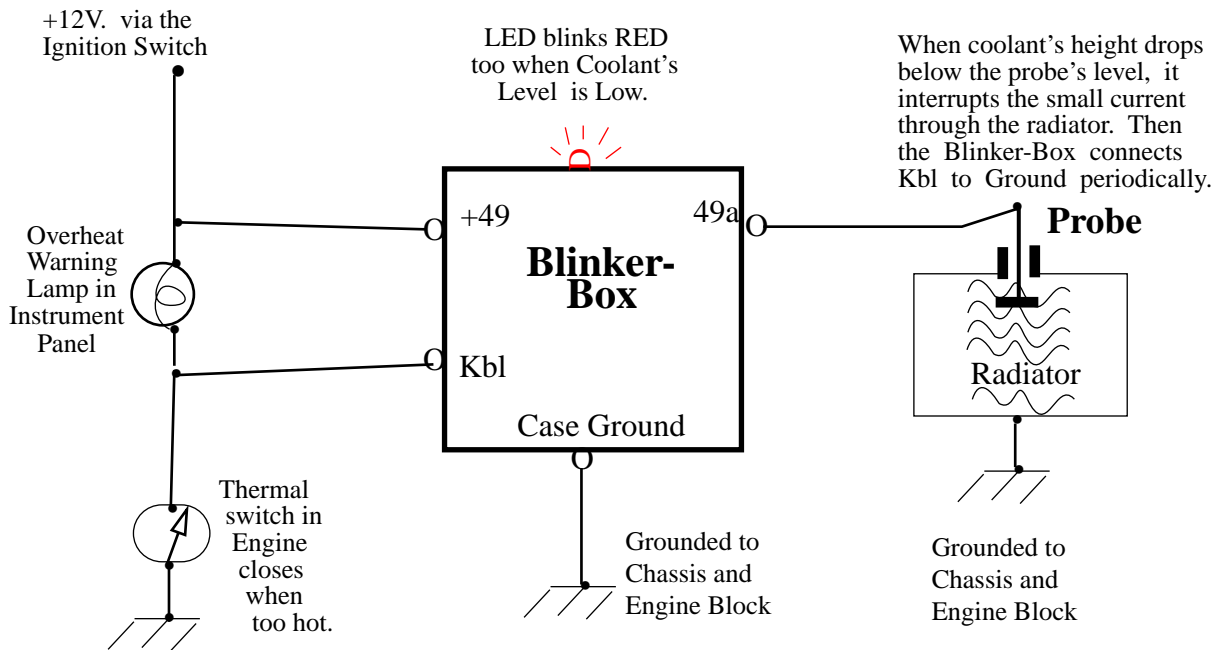 +12V. via the
Ignition Switch
LED blinks RED
too when Coolant's
Level is Low.
When coolant's height drops
below the probe's level, it
interrupts the small current
through the radiator. Then
the Blinker-Box connects
Kbl to Ground periodically.
+49
49a
Probe
Overheat
Warning
Lamp in
Instrument
Panel
Blinker-
Box
Kbl
Radiator
Case Ground
Thermal
switch in
Engine
closes
when
too hot.
Grounded to
Chassis and
Engine Block
Grounded to
Chassis and
Engine Block